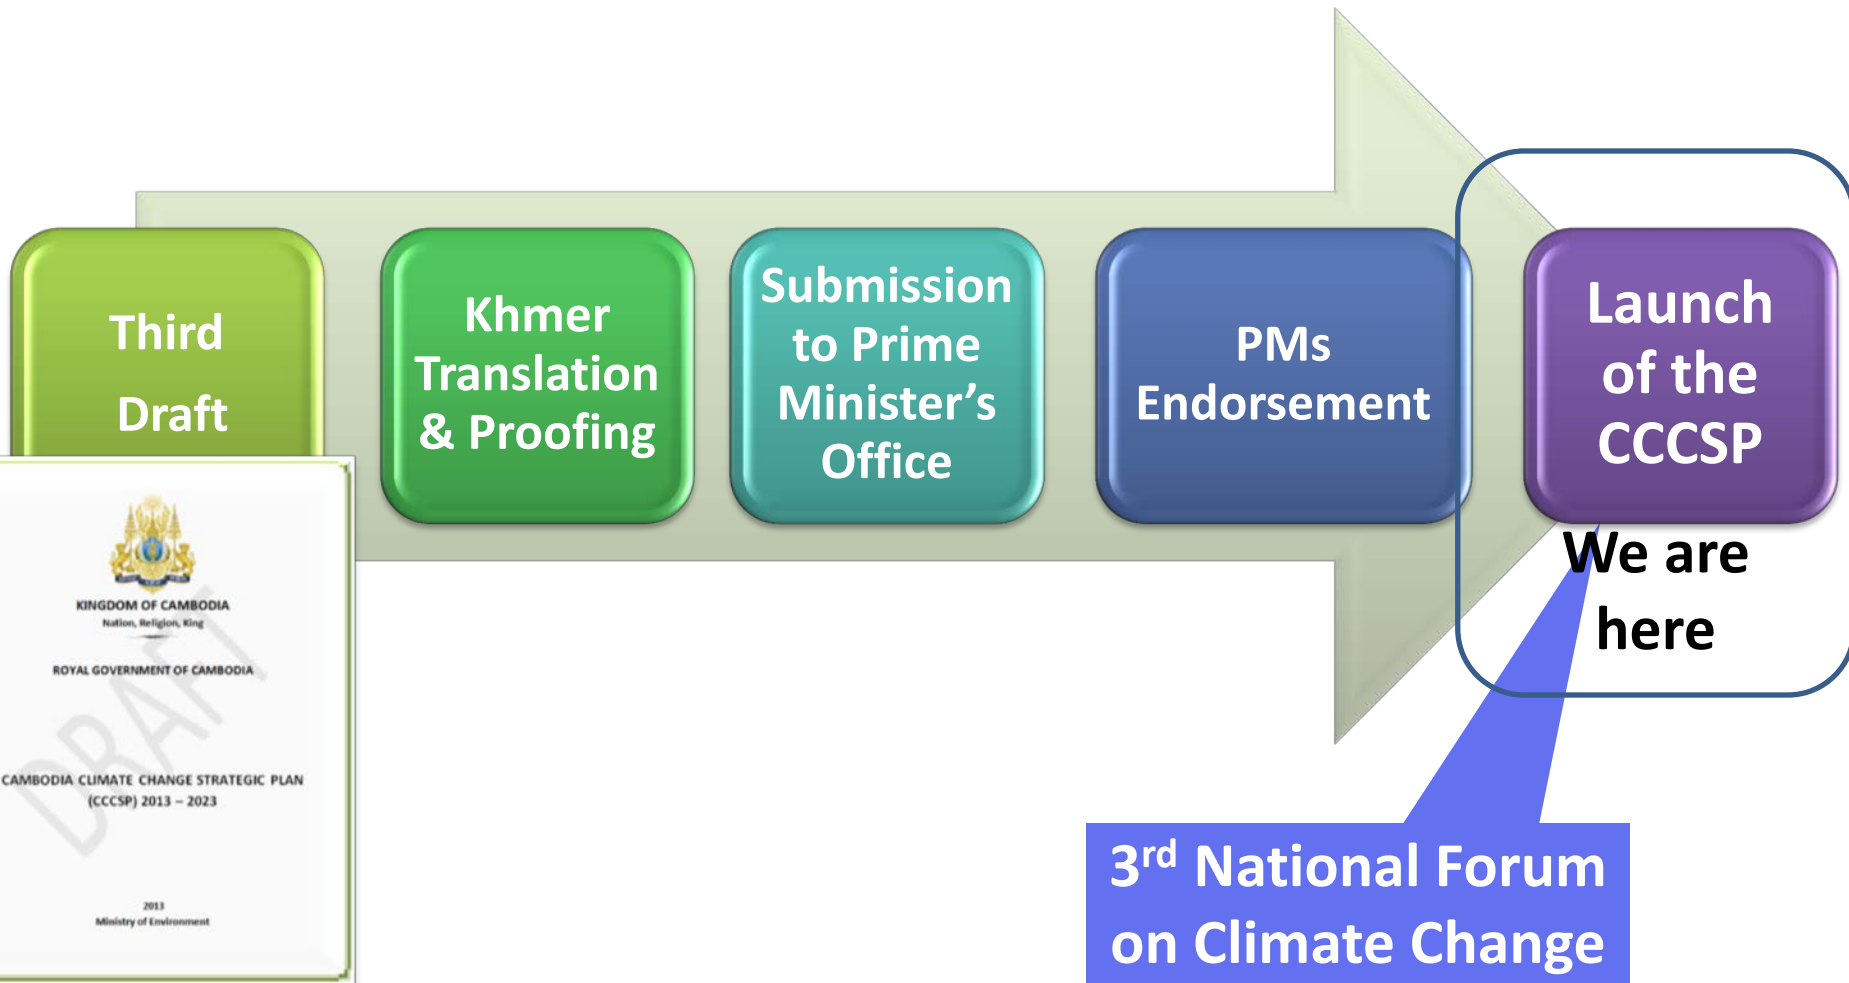 Third
Draft
Khmer
Translation
& Proofing
Submission
to Prime
Minister’s
Office
PMs
Endorsement
Launch
of the
CCCSP
We are
here
3rd National Forum
on Climate Change
KINGDOM OF CAMBODIA
Nation, Religion, King
ROYAL GOVERNMENT OF CAMBODIA
DRAFT
CAMBODIA CLIMATE CHANGE STRATEGIC PLAN
(CCCSP) 2013 – 2023
2013
Ministry of Environment